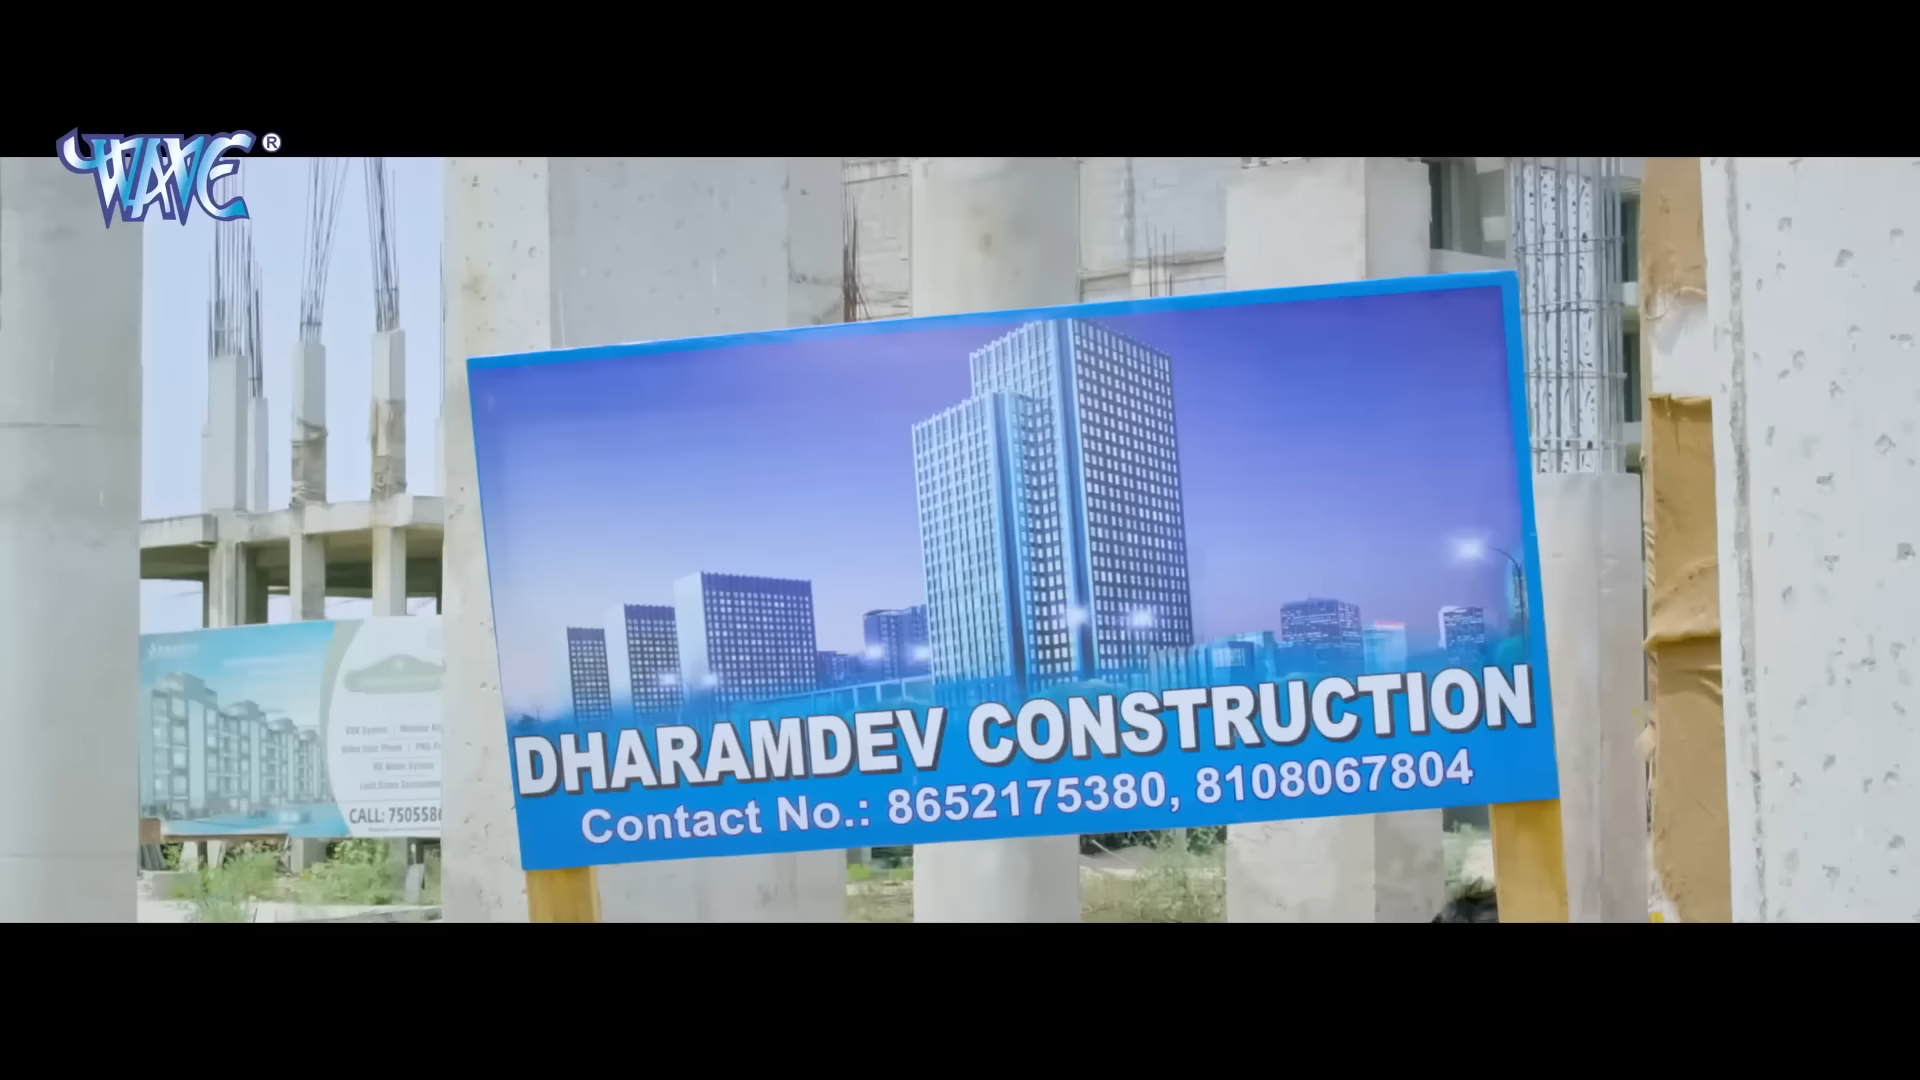 WAVE ®
DHARAMDEV CONSTRUCTION
Contact No.: 8652175380, 8108067804
CALL: 750558